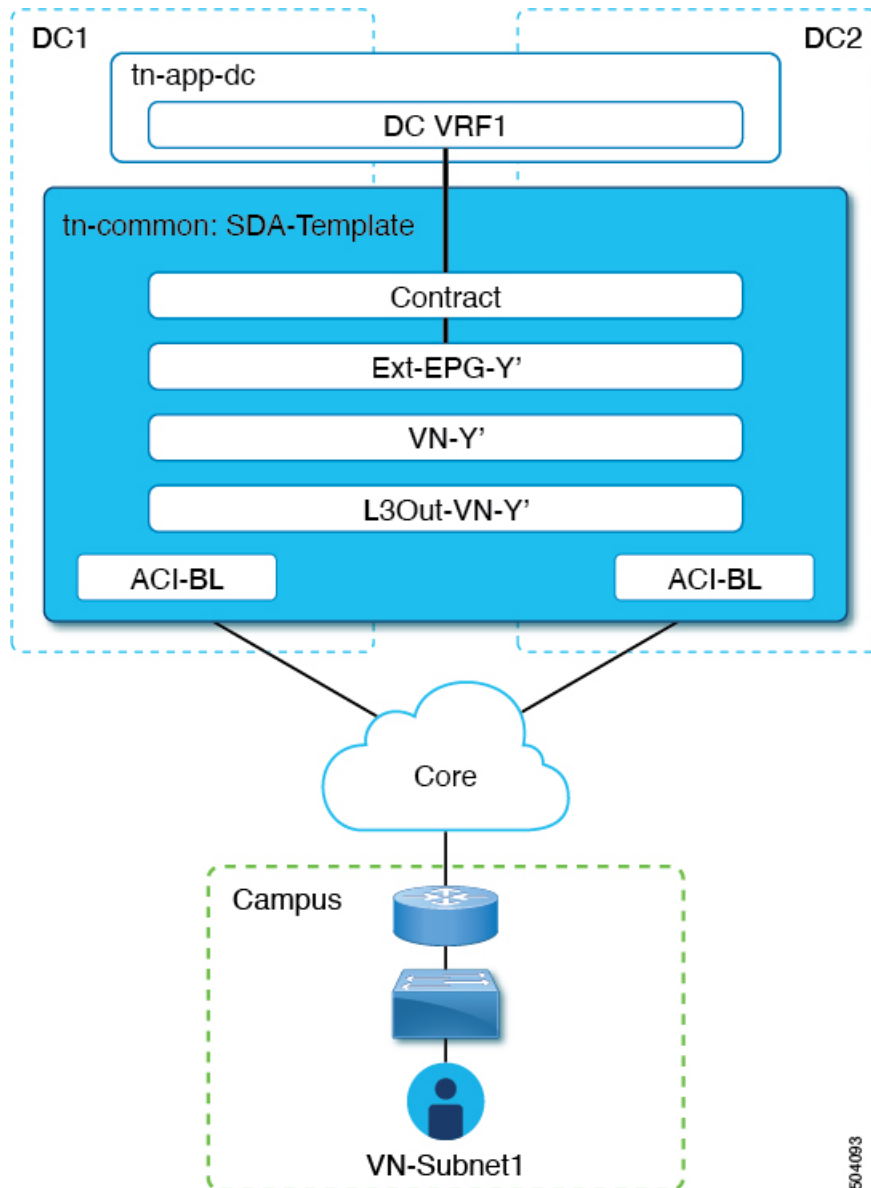 DC1
DC2
tn-app-dc
DC VRF1
tn-common: SDA-Template
Contract
Ext-EPG-Y'
VN-Y'
L3Out-VN-Y'
ACI-BL
ACI-BL
Core
Campus
VN-Subnet1
504093